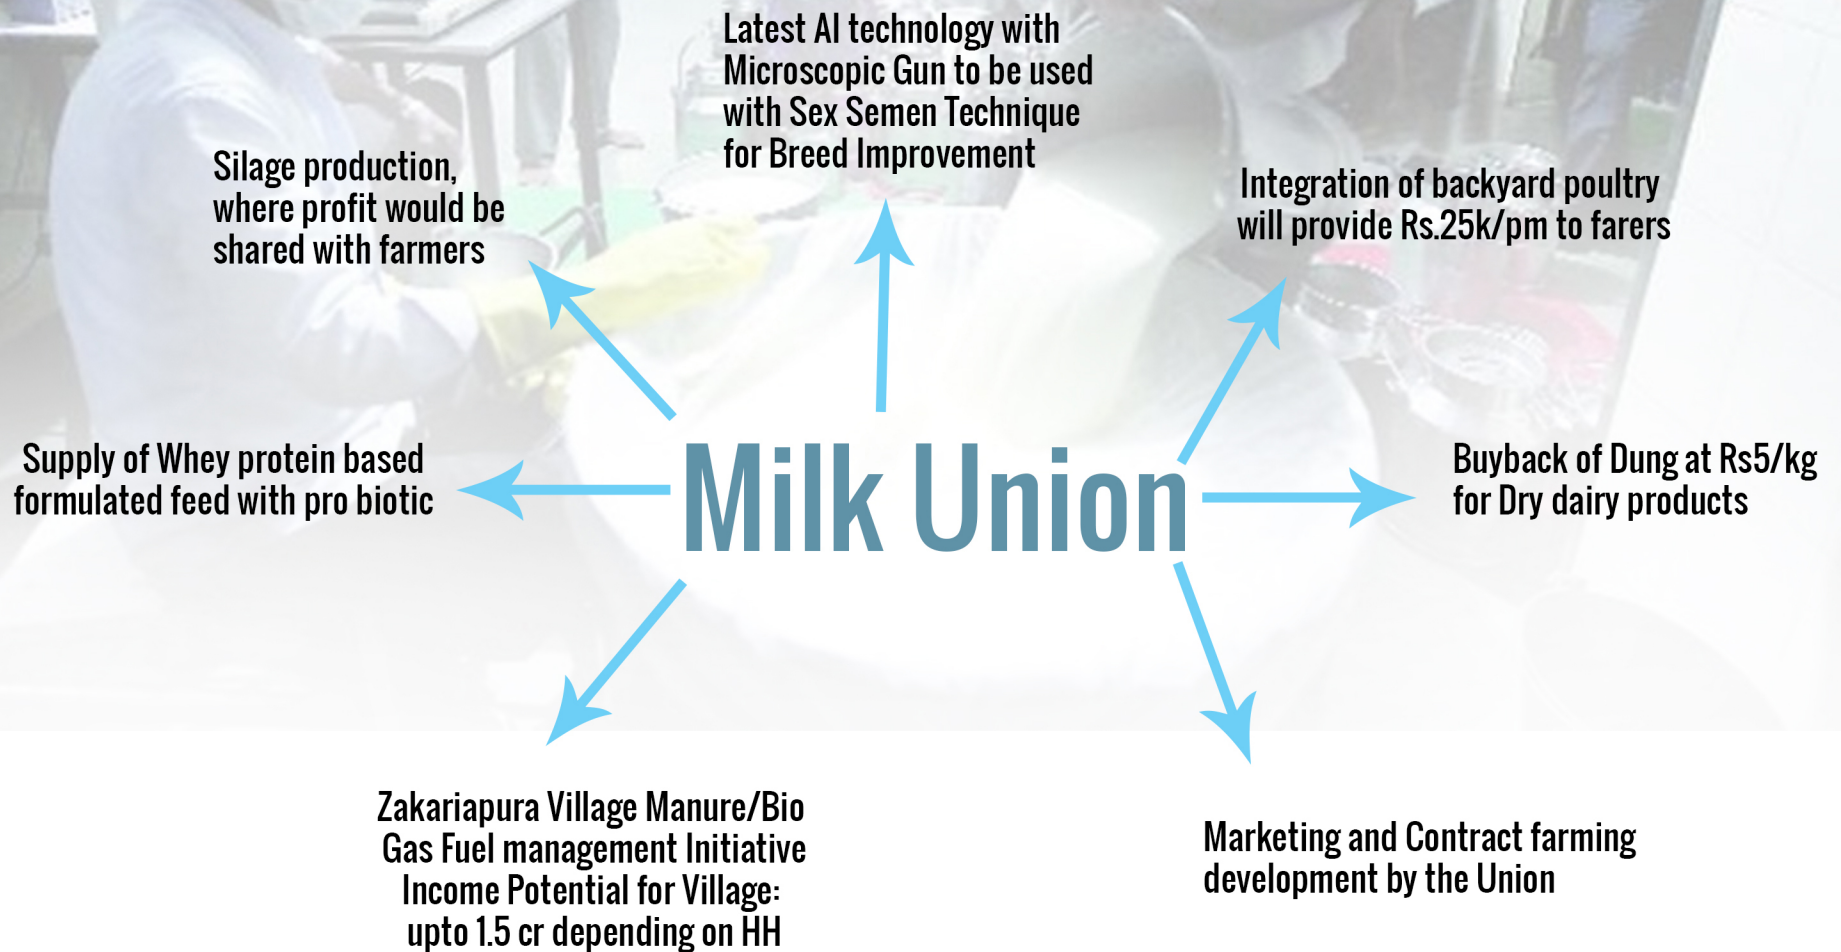 Latest AI technology with
Microscopic Gun to be used
with Sex Semen Technique
for Breed Improvement
Silage production,
where profit would be
shared with farmers
Integration of backyard poultry
will provide Rs.25k/pm to farers
Supply of Whey protein based
formulated feed with pro biotic
Milk Union
Buyback of Dung at Rs5/kg
for Dry dairy products
Zakariapura Village Manure/Bio
Gas Fuel management Initiative
Income Potential for Village:
upto 1.5 cr depending on HH
Marketing and Contract farming
development by the Union